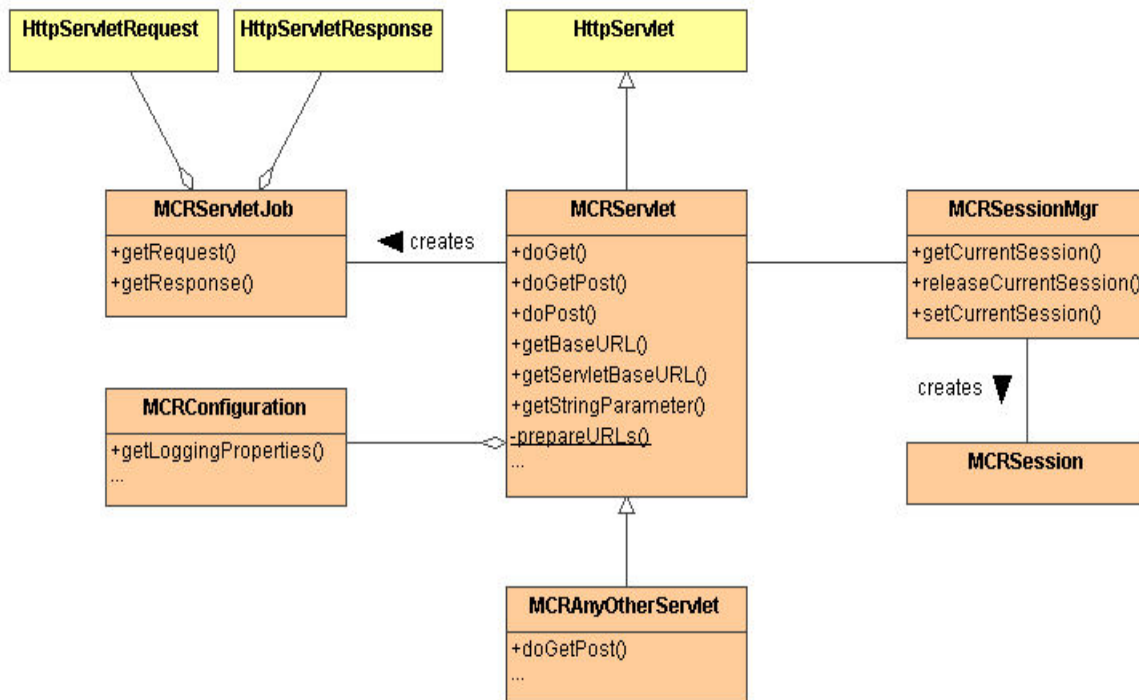 HttpServletRequest
HttpServletResponse
HttpServlet
MCRServletJob
+getRequest()
+getResponse()
creates
MCRServlet
+doGet()
+doGetPost()
+doPost()
+getBaseURL()
+getServletBaseURL()
+getStringParameter()
-prepareURLs()
...
MCRSessionMgr
+getCurrentSession()
+releaseCurrentSession()
+setCurrentSession()
creates
MCRConfiguration
+getLoggingProperties()
...
MCRSession
MCRAnyOtherServlet
+doGetPost()
...